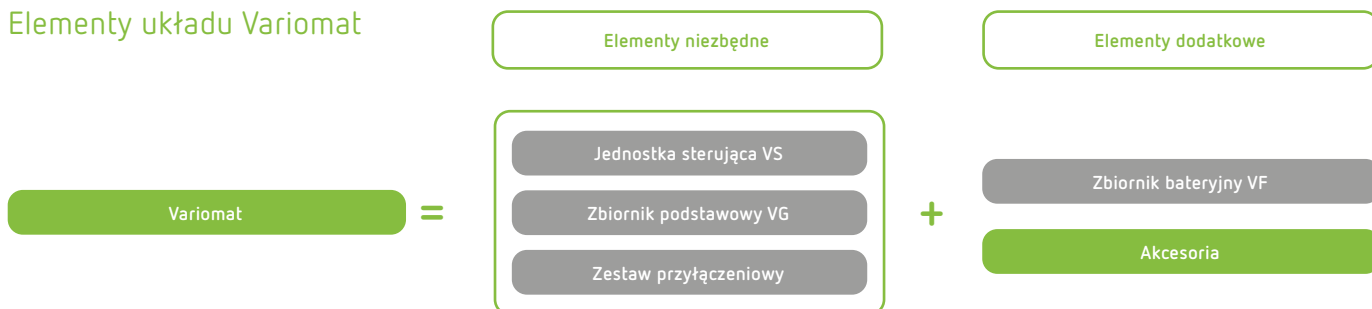 Elementy układu Variomat
Elementy niezbędne
Elementy dodatkowe
Variomat
=
Jednostka sterująca VS
Zbiornik podstawowy VG
Zestaw przyłączeniowy
+
Zbiornik bateryjny VF
Akcesoria